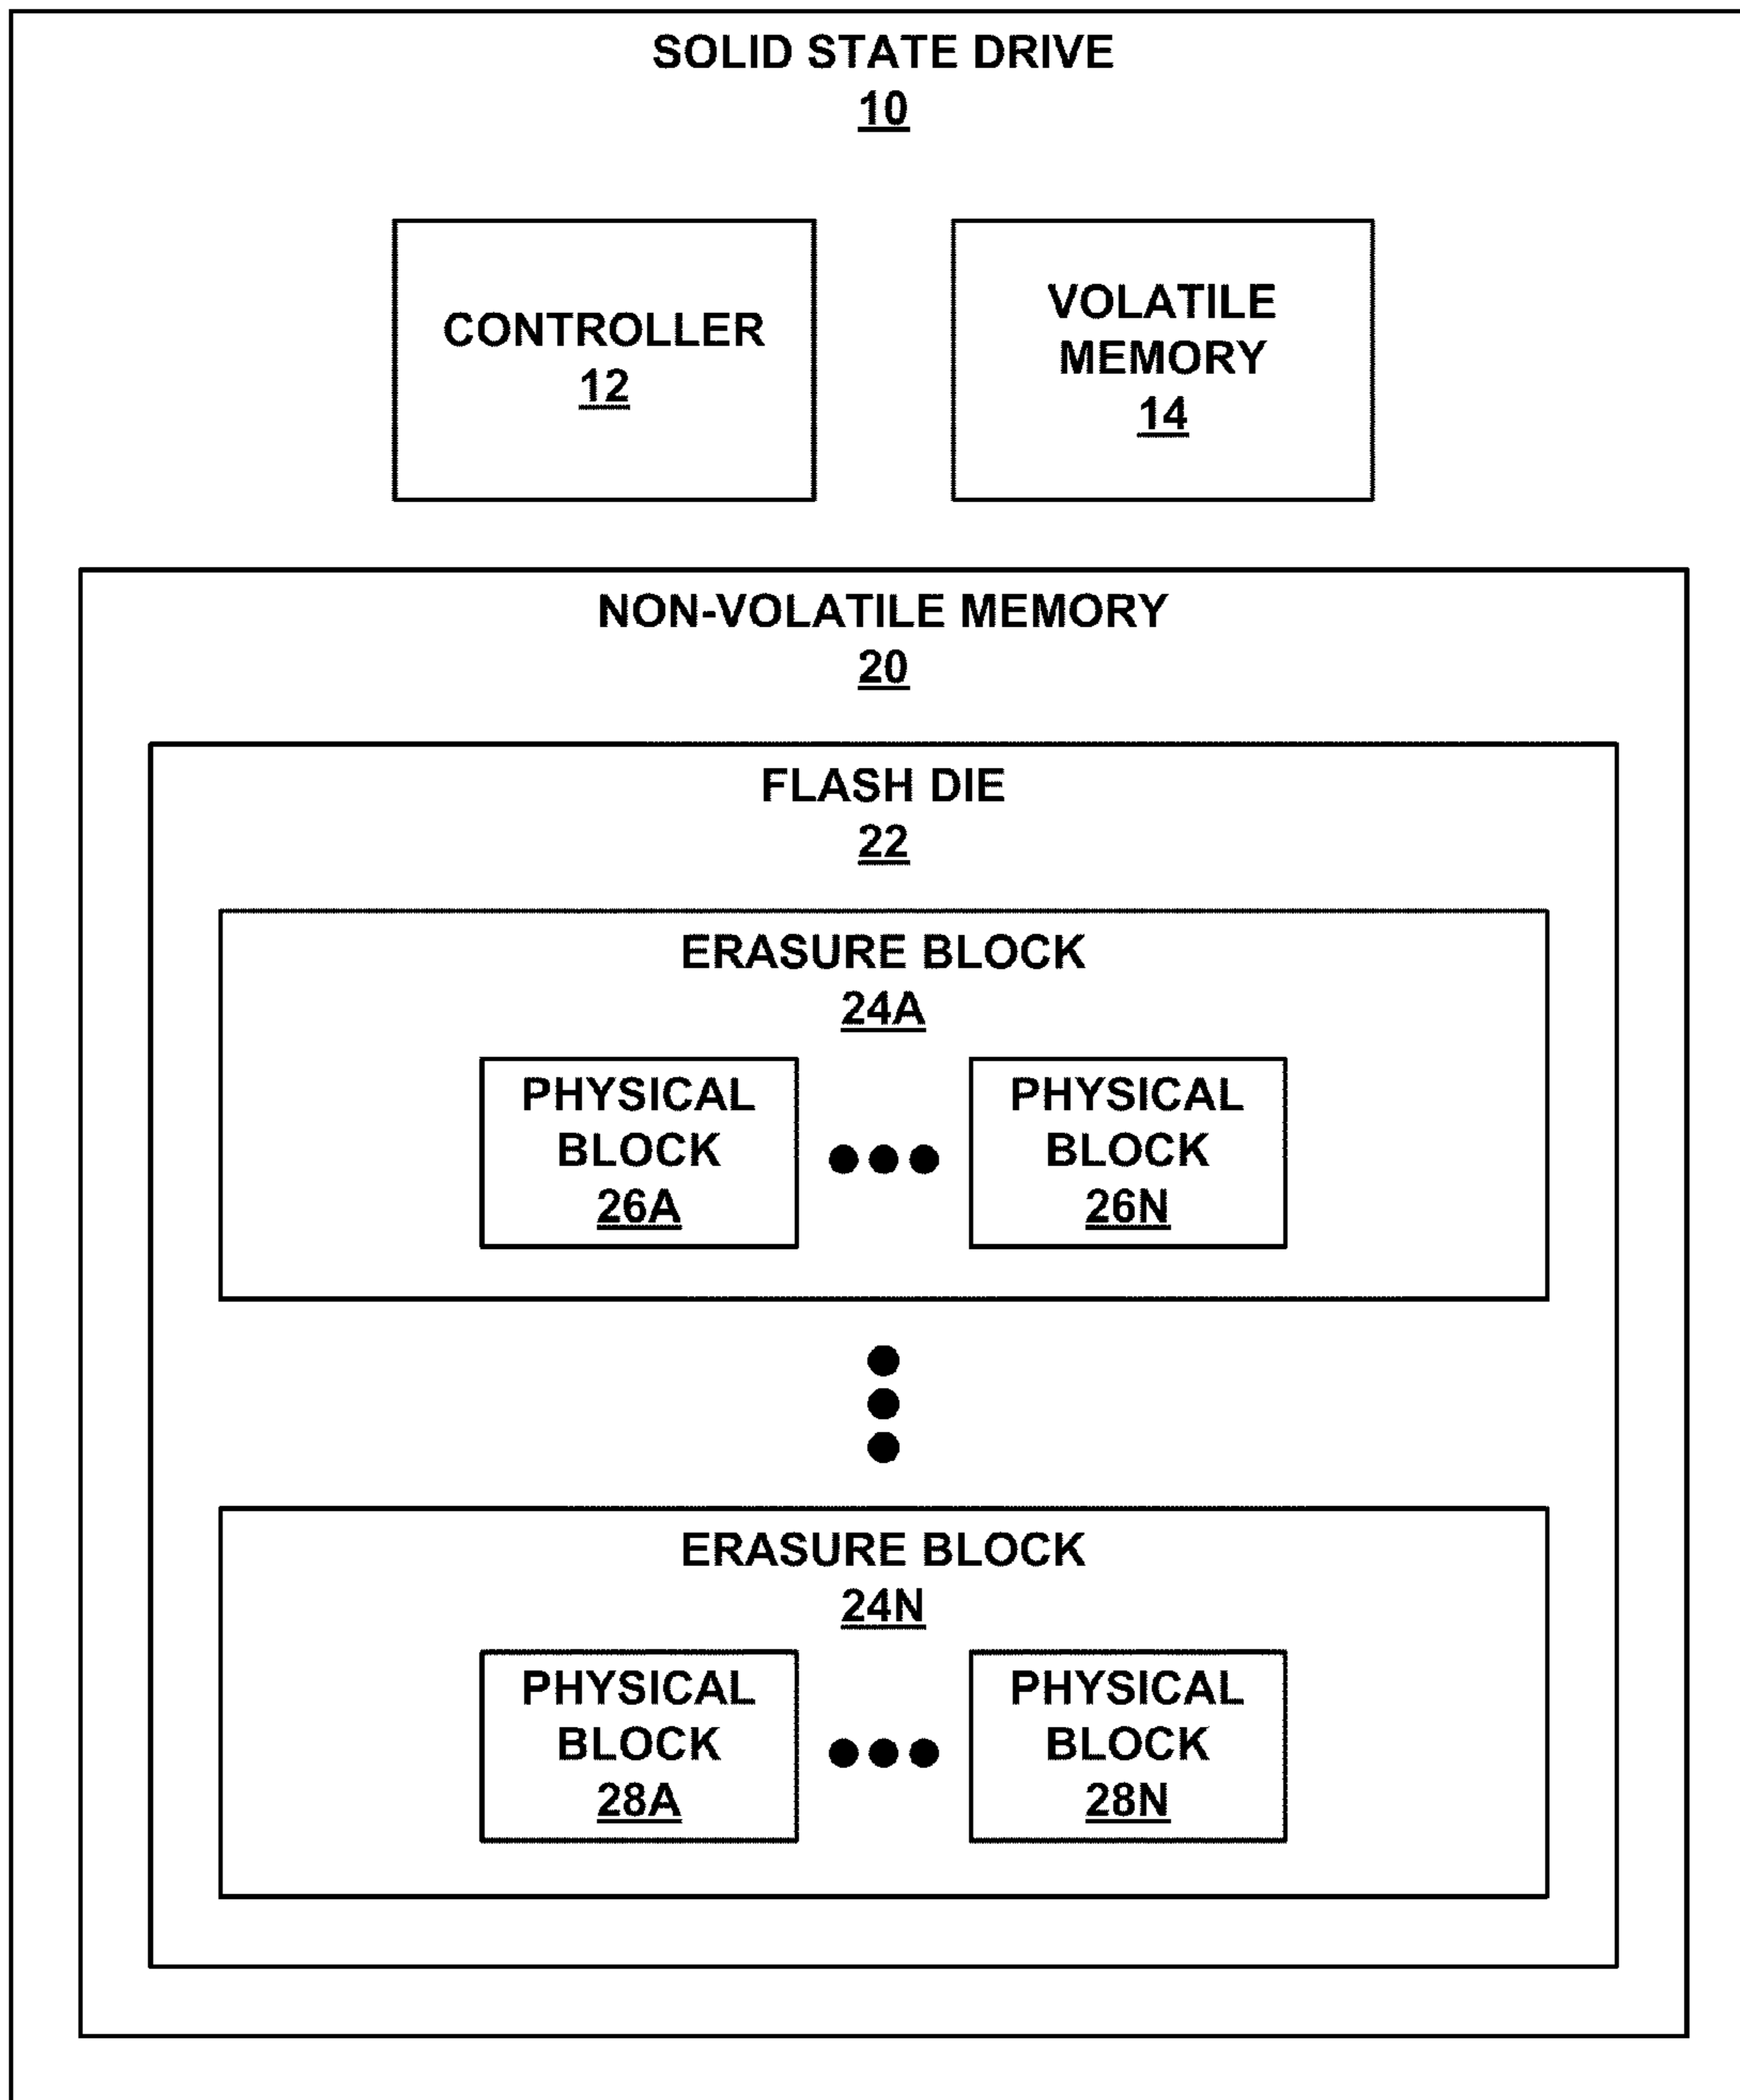 SOLID STATE DRIVE
10
CONTROLLER
12
VOLATILE
MEMORY
14
NON-VOLATILE MEMORY
20
FLASH DIE
22
ERASURE BLOCK
24A
PHYSICAL
BLOCK
26A
PHYSICAL
BLOCK
26N
ERASURE BLOCK
24N
PHYSICAL
BLOCK
28A
PHYSICAL
BLOCK
28N